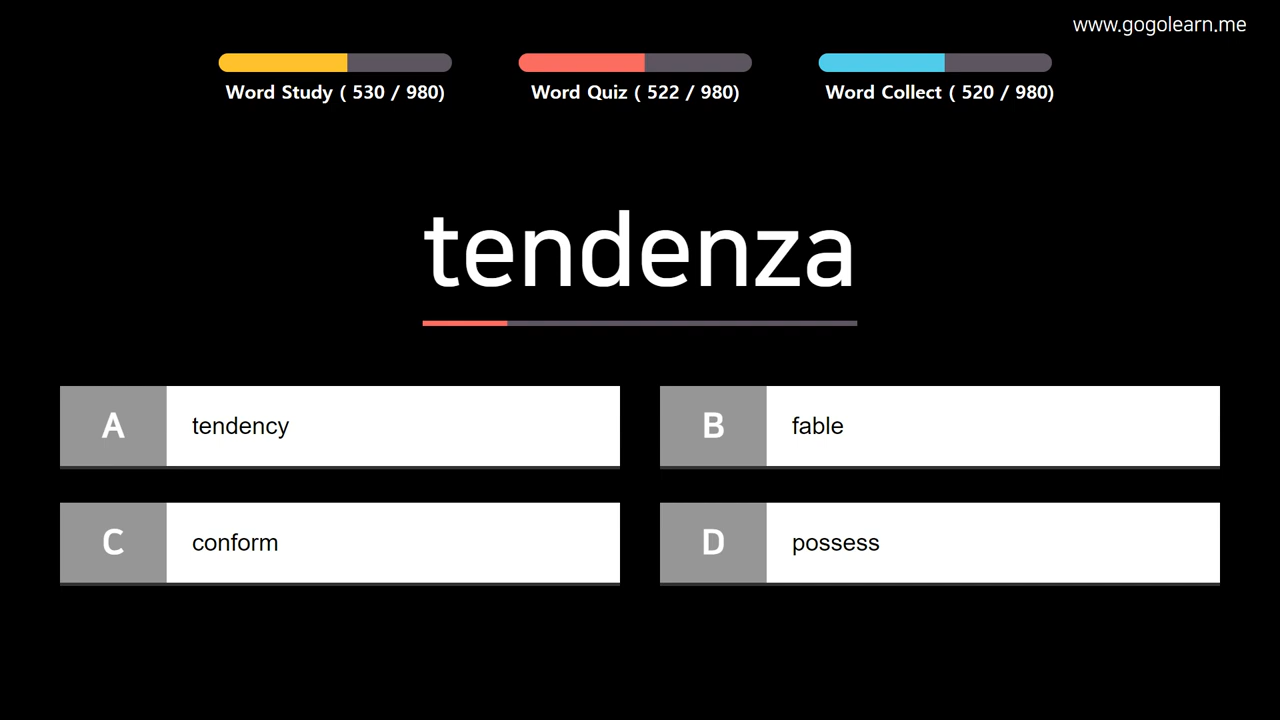 www.gogolearn.me
Word Study ( 530 / 980)
Word Quiz ( 522 / 980)
Word Collect ( 520 / 980)
tendenza
A tendency
B fable
C conform
D possess